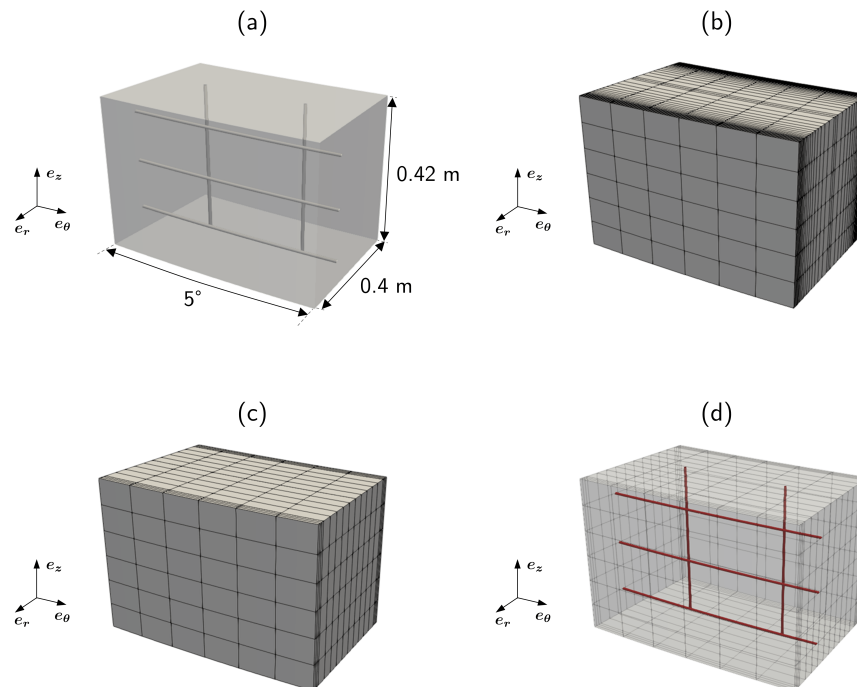 (a)
(b)
e_z
e_r
e_θ
0.42 m
0.4 m
5°
e_z
e_r
e_θ
(c)
(d)
e_z
e_r
e_θ
e_z
e_r
e_θ